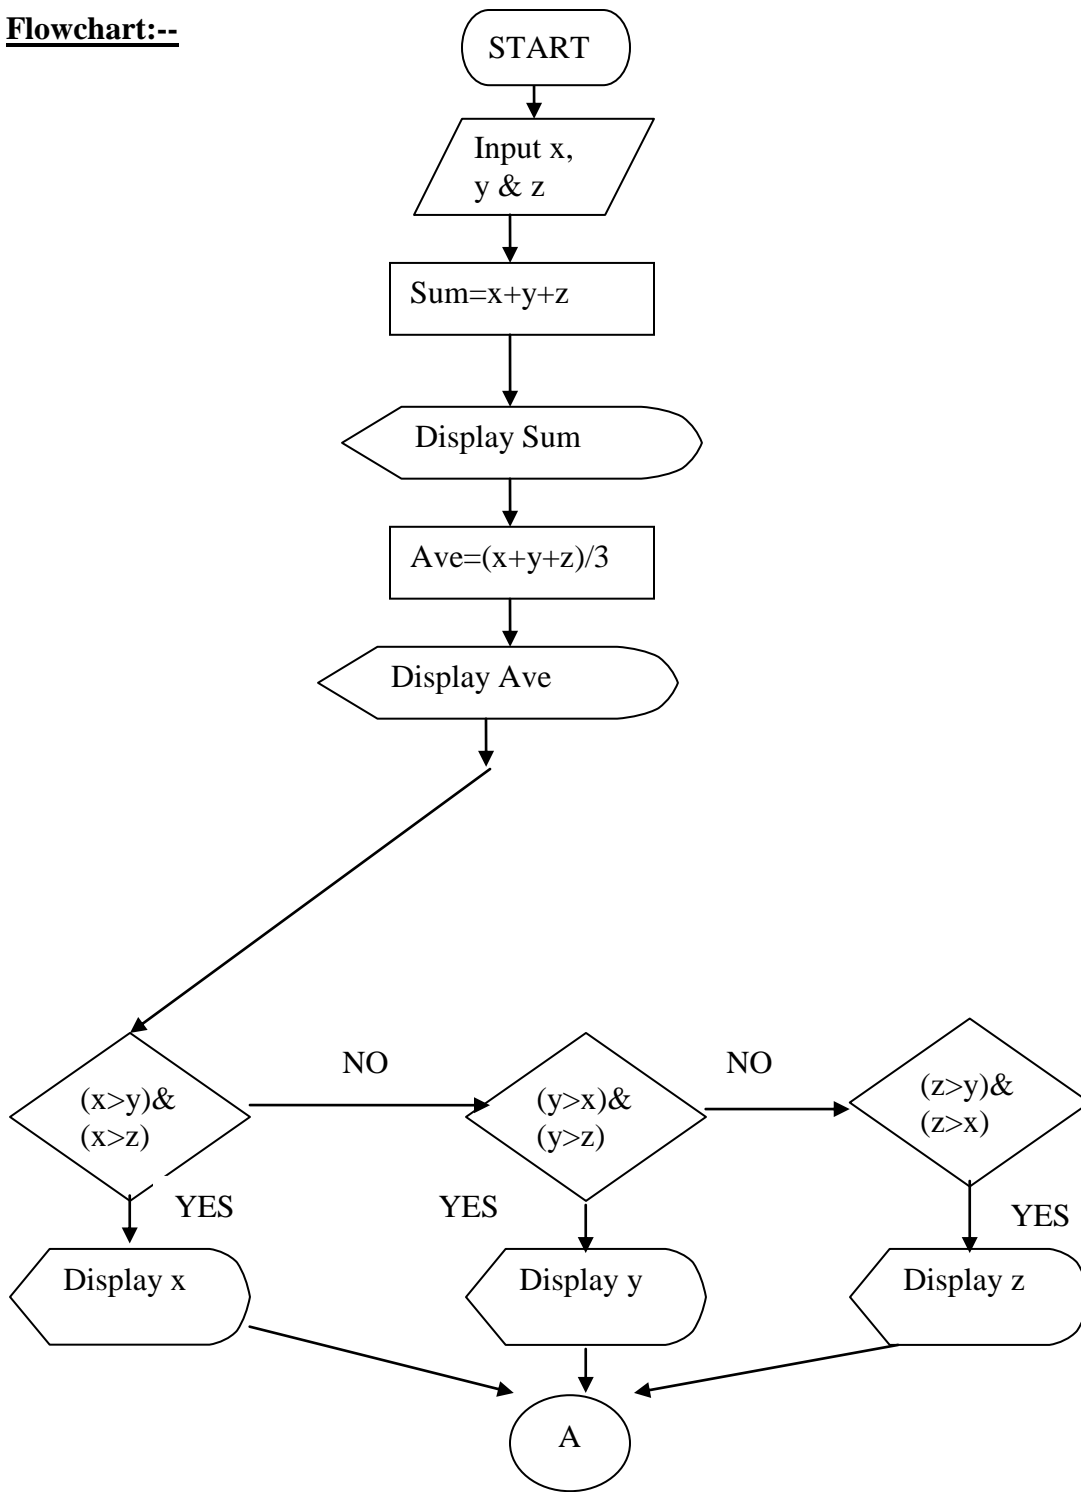 Flowchart:--
START
Input x,
y & z
Sum=x+y+z
Display Sum
Ave=(x+y+z)/3
Display Ave
NO
NO
(x>y)&
(x>z)
(y>x)&
(y>z)
(z>y)&
(z>x)
YES
YES
YES
Display x
Display y
Display z
A